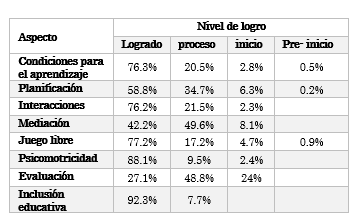 Aspecto
Nivel de logro
Logrado proceso inicio Pre- inicio
Condiciones para
el aprendizaje 76.3% 20.5% 2.8% 0.5%
Planificación 58.8% 34.7% 6.3% 0.2%
Interacciones 76.2% 21.5% 2.3%
Mediación 42.2% 49.6% 8.1%
Juego libre 77.2% 17.2% 4.7% 0.9%
Psicomotricidad 88.1% 9.5% 2.4%
Evaluación 27.1% 48.8% 24%
Inclusión
educativa 92.3% 7.7%